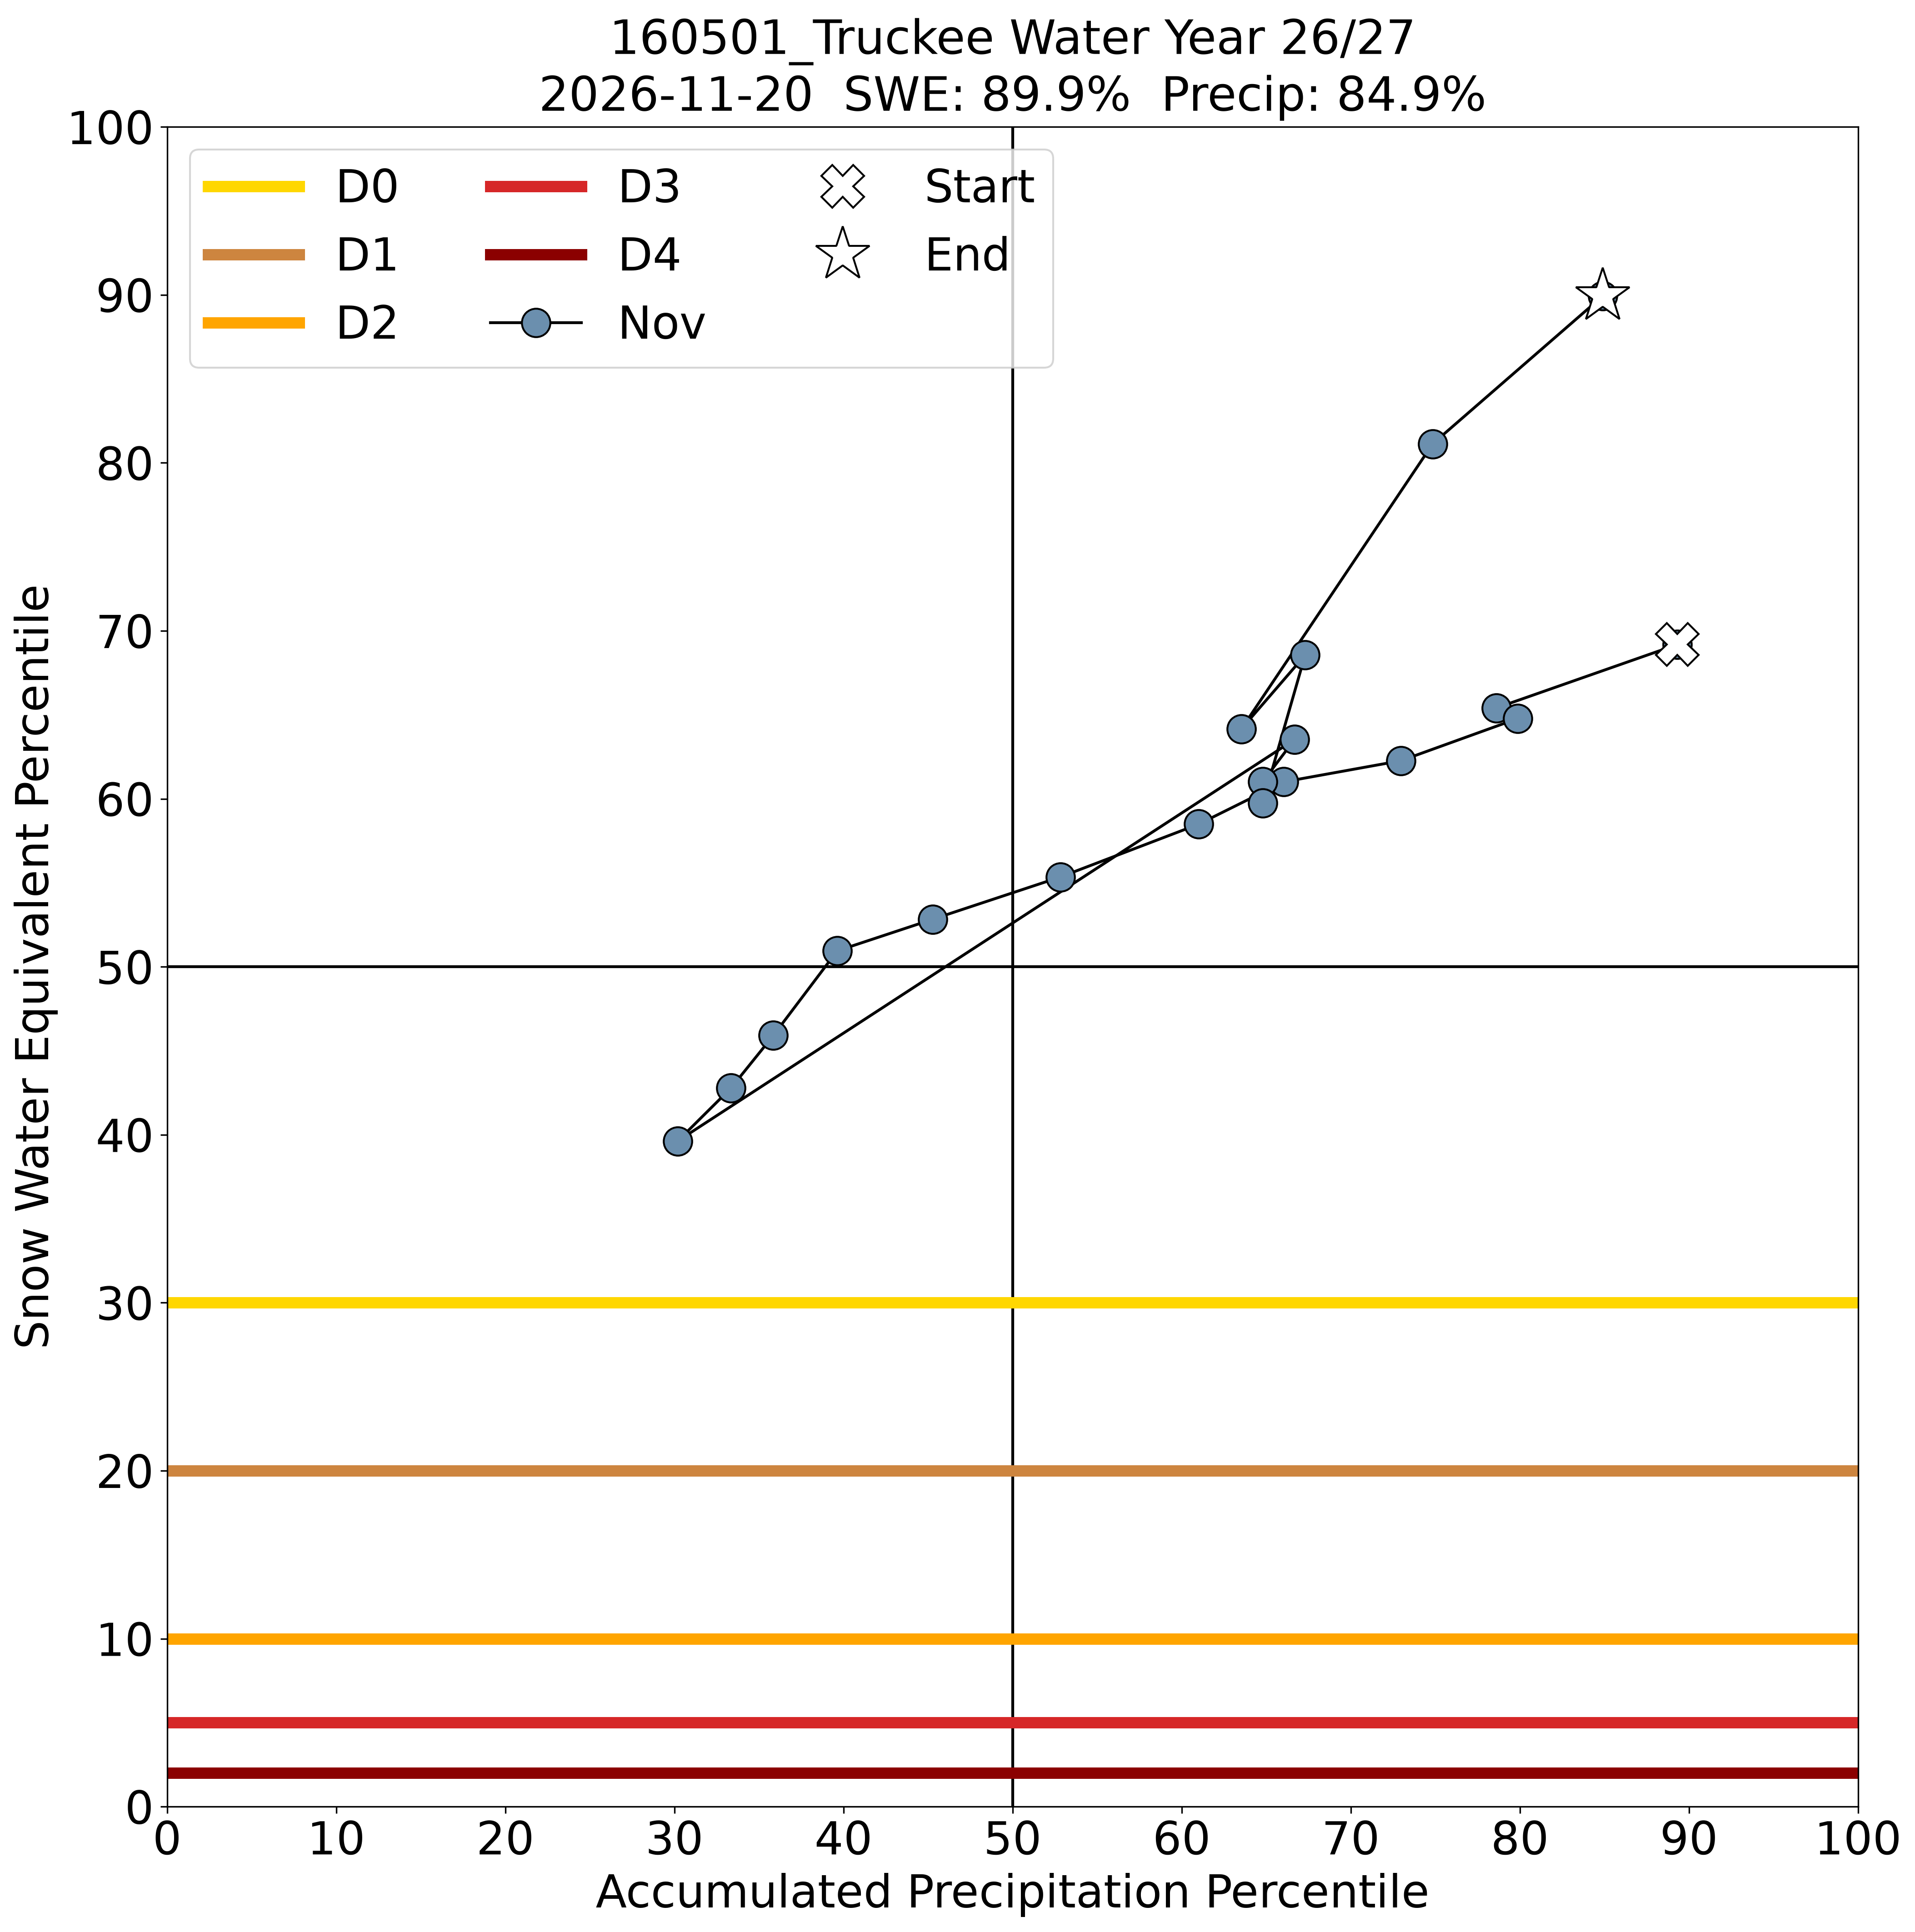 160501_Truckee Water Year 26/27
2026-11-20  SWE: 89.9%  Precip: 84.9%
D0
D1
D2
D3
D4
Nov
Start
End
Snow Water Equivalent Percentile
100
90
80
70
60
50
40
30
20
10
0
0 10 20 30 40 50 60 70 80 90 100
Accumulated Precipitation Percentile